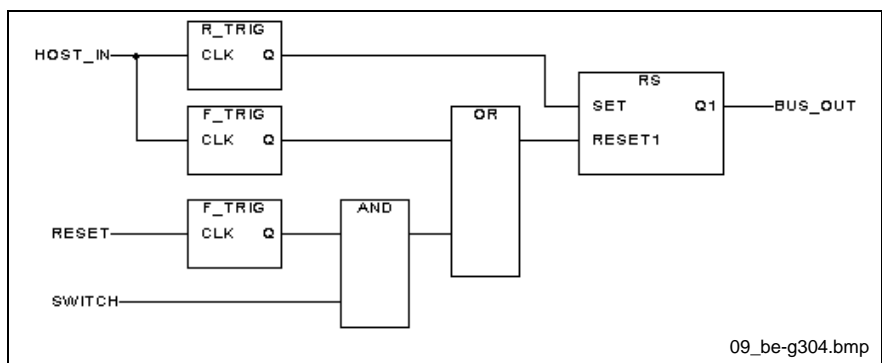 R_TRIG
HOST_IN
CLK Q
RS
SET Q1
BUS_OUT
F_TRIG
OR
CLK Q
RESET1
F_TRIG
AND
RESET
CLK Q
SWITCH
09_be-g304.bmp